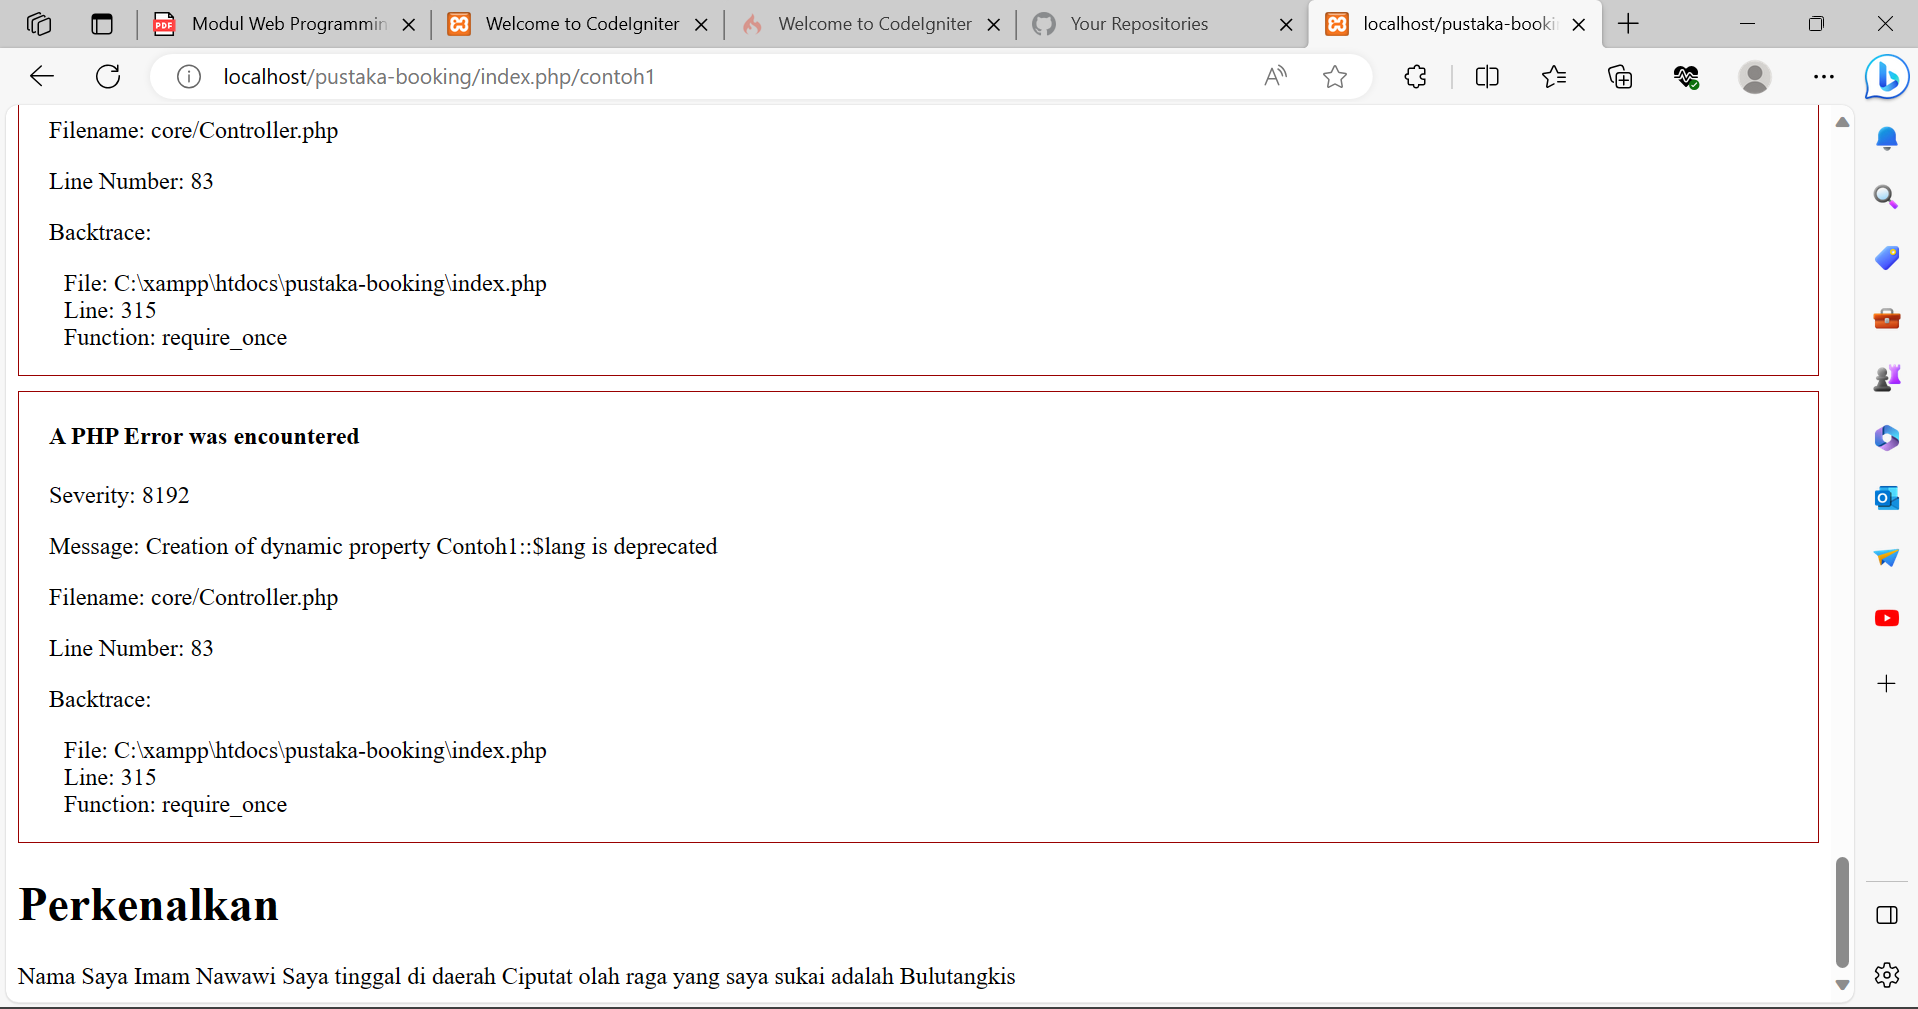 Modul Web Programmin
Welcome to CodeIgniter
Welcome to CodeIgniter
Your Repositories
localhost/pustaka-booki
localhost/pustaka-booking/index.php/contoh1
Filename: core/Controller.php
Line Number: 83
Backtrace:
File: C:\xampp\htdocs\pustaka-booking\index.php
Line: 315
Function: require_once
A PHP Error was encountered
Severity: 8192
Message: Creation of dynamic property Contoh1::$lang is deprecated
Filename: core/Controller.php
Line Number: 83
Backtrace:
File: C:\xampp\htdocs\pustaka-booking\index.php
Line: 315
Function: require_once
Perkenalkan
Nama Saya Imam Nawawi Saya tinggal di daerah Ciputat olah raga yang saya sukai adalah Bulutangkis